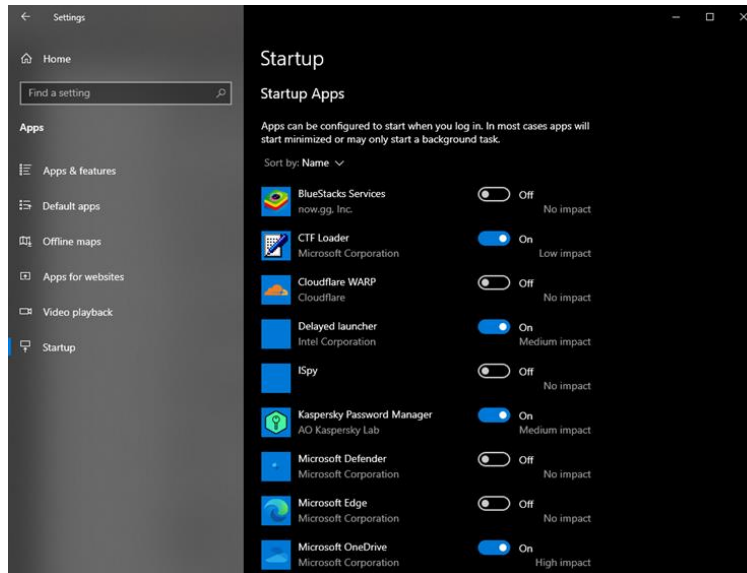 Settings
Home
Find a setting
Apps
Apps & features
Default apps
Offline maps
Apps for websites
Video playback
Startup
Startup
Startup Apps
Apps can be configured to start when you log in. In most cases apps will
start minimized or may only start a background task.
Sort by: Name
BlueStacks Services
now.gg, Inc.
Off
No impact
CTF Loader
Microsoft Corporation
On
Low impact
Cloudflare WARP
Cloudflare
Off
No impact
Delayed launcher
Intel Corporation
On
Medium impact
ISpy
Off
No impact
Kaspersky Password Manager
AO Kaspersky Lab
On
Medium impact
Microsoft Defender
Microsoft Corporation
Off
No impact
Microsoft Edge
Microsoft Corporation
Off
No impact
Microsoft OneDrive
Microsoft Corporation
On
High impact